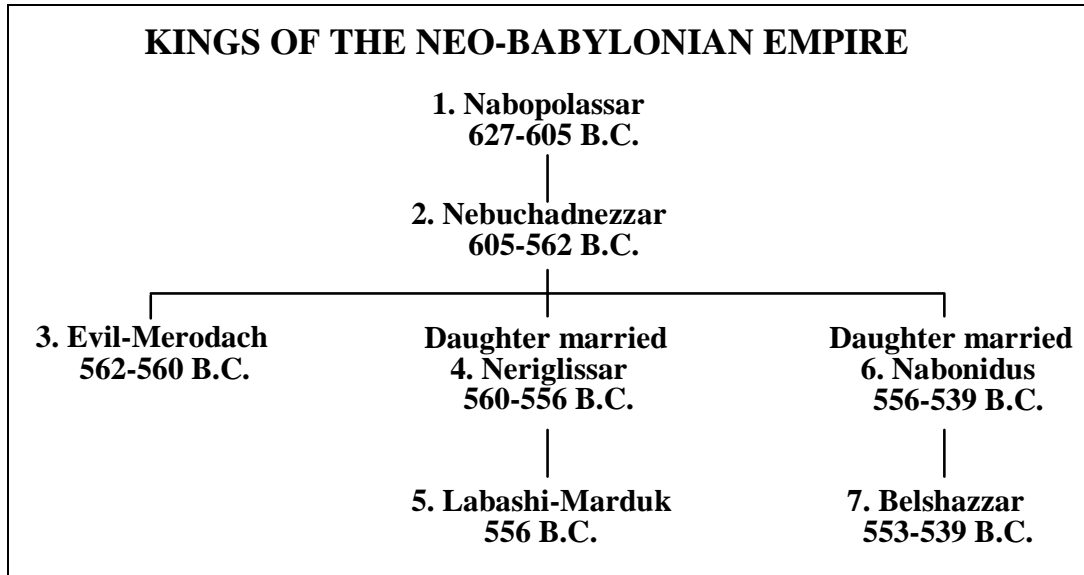 KINGS OF THE NEO-BABYLONIAN EMPIRE
1. Nabopolassar
627-605 B.C.
2. Nebuchadnezzar
605-562 B.C.
3. Evil-Merodach
562-560 B.C.
Daughter married
4. Neriglissar
560-556 B.C.
Daughter married
6. Nabonidus
556-539 B.C.
5. Labashi-Marduk
556 B.C.
7. Belshazzar
553-539 B.C.